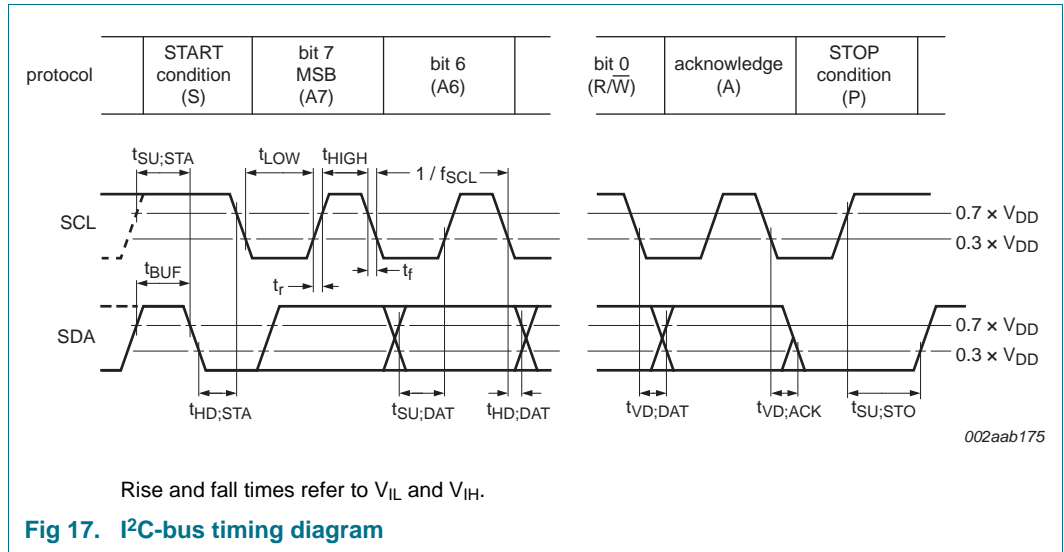 protocol
START
condition
(S)
bit 7
MSB
(A7)
bit 6
(A6)
bit 0
(R/W̅)
acknowledge
(A)
STOP
condition
(P)
tSU;STA
tLOW
tHIGH
1 / fSCL
SCL
0.7 × VDD
0.3 × VDD
tBUF
tr
tf
SDA
0.7 × VDD
0.3 × VDD
tHD;STA
tSU;DAT
tHD;DAT
tVD;DAT
tVD;ACK
tSU;STO
002aab175
Rise and fall times refer to VIL and VIH.
Fig 17. I²C-bus timing diagram